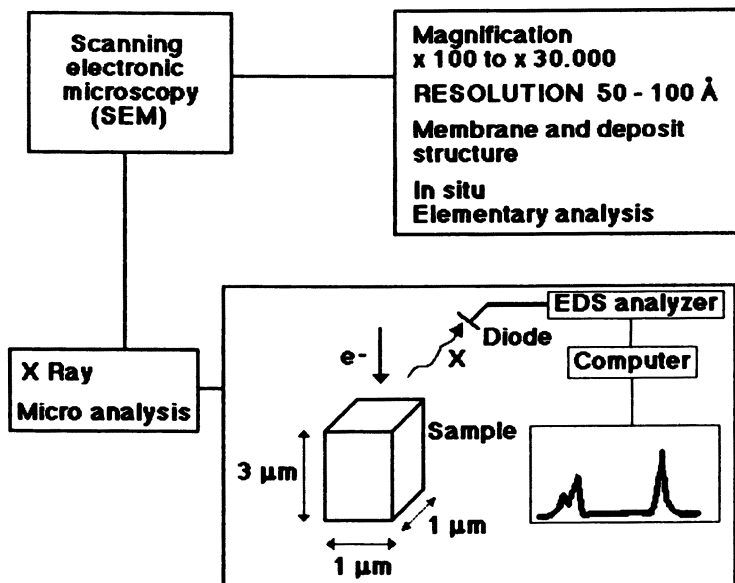 Scanning
electronic
microscopy
(SEM)
Magnification
x 100 to x 30.000
RESOLUTION 50 - 100 Å
Membrane and deposit
structure
In situ
Elementary analysis
X Ray
Micro analysis
EDS analyzer
Diode
X
Computer
e-
Sample
3 µm
1 µm
1 µm